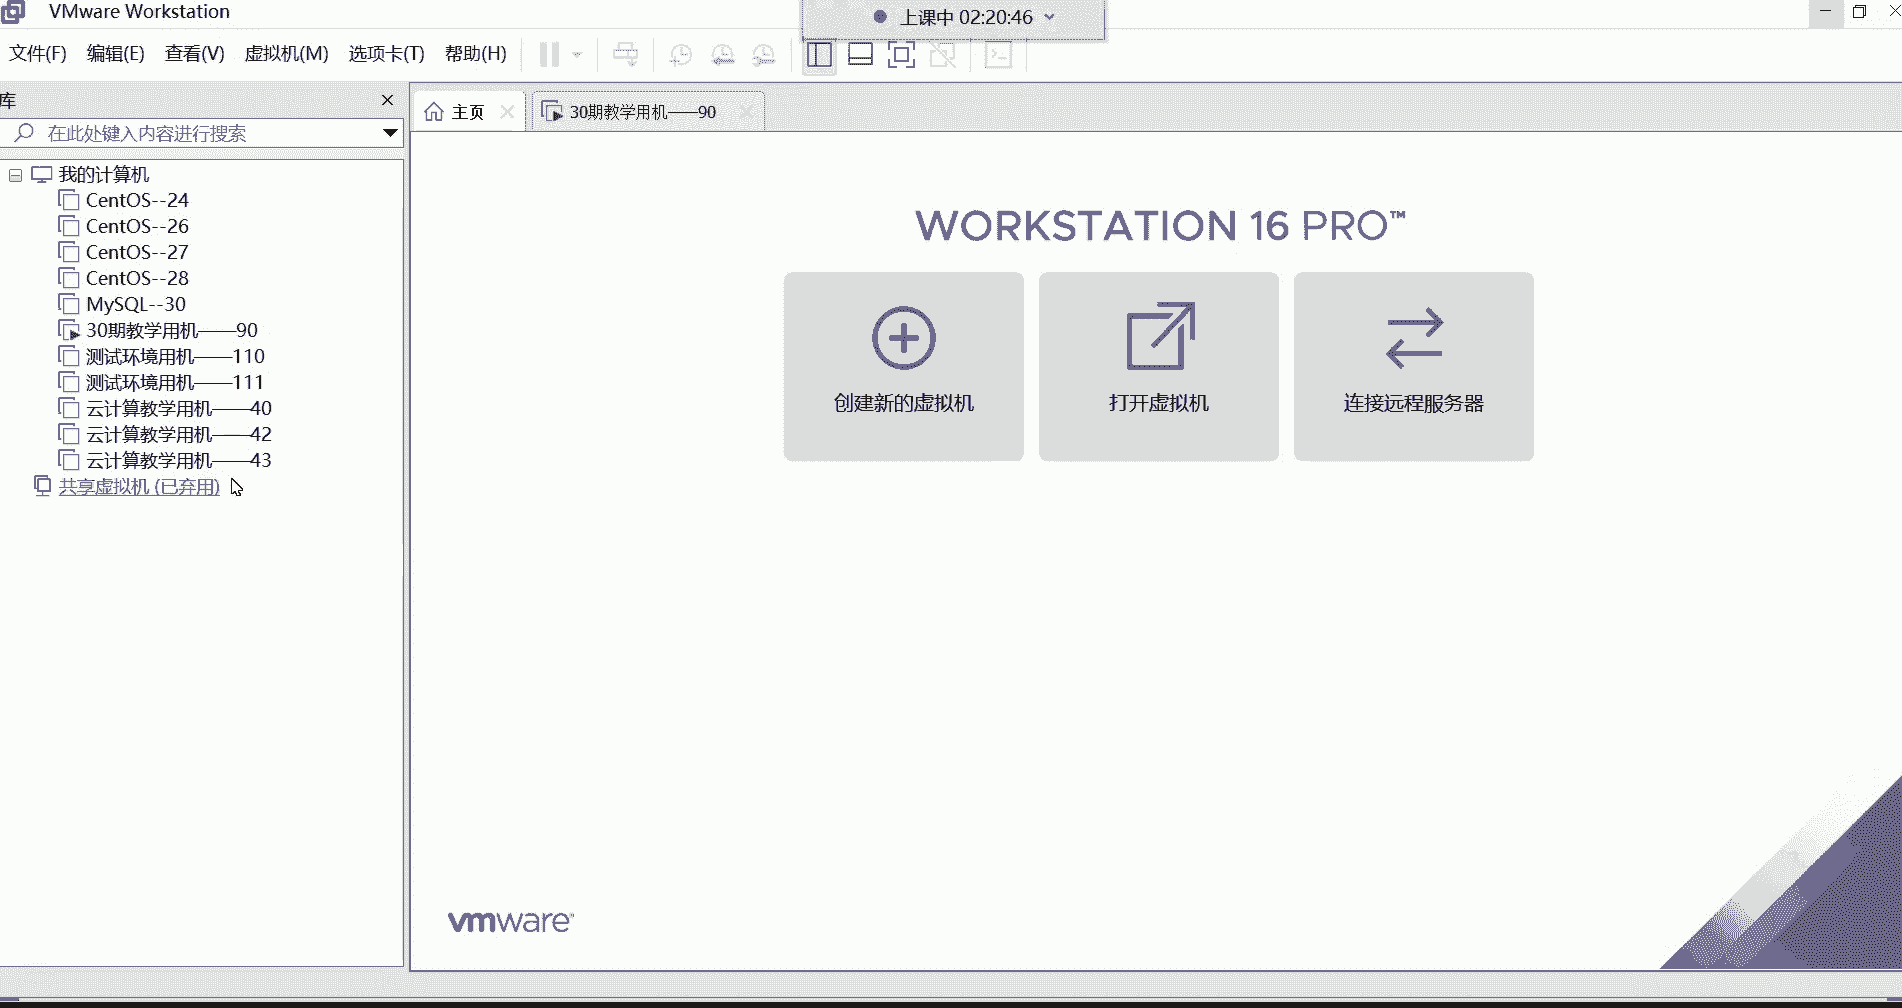 VMware Workstation
上课中 02:20:46
文件(F) 编辑(E) 查看(V) 虚拟机(M) 选项卡(T) 帮助(H)
库
主页
30期教学用机——90
在此处键入内容进行搜索
我的计算机
CentOS--24
CentOS--26
CentOS--27
CentOS--28
MySQL--30
30期教学用机——90
测试环境用机——110
测试环境用机——111
云计算教学用机——40
云计算教学用机——42
云计算教学用机——43
共享虚拟机 (已弃用)
WORKSTATION 16 PRO™
创建新的虚拟机
打开虚拟机
连接远程服务器
vmware